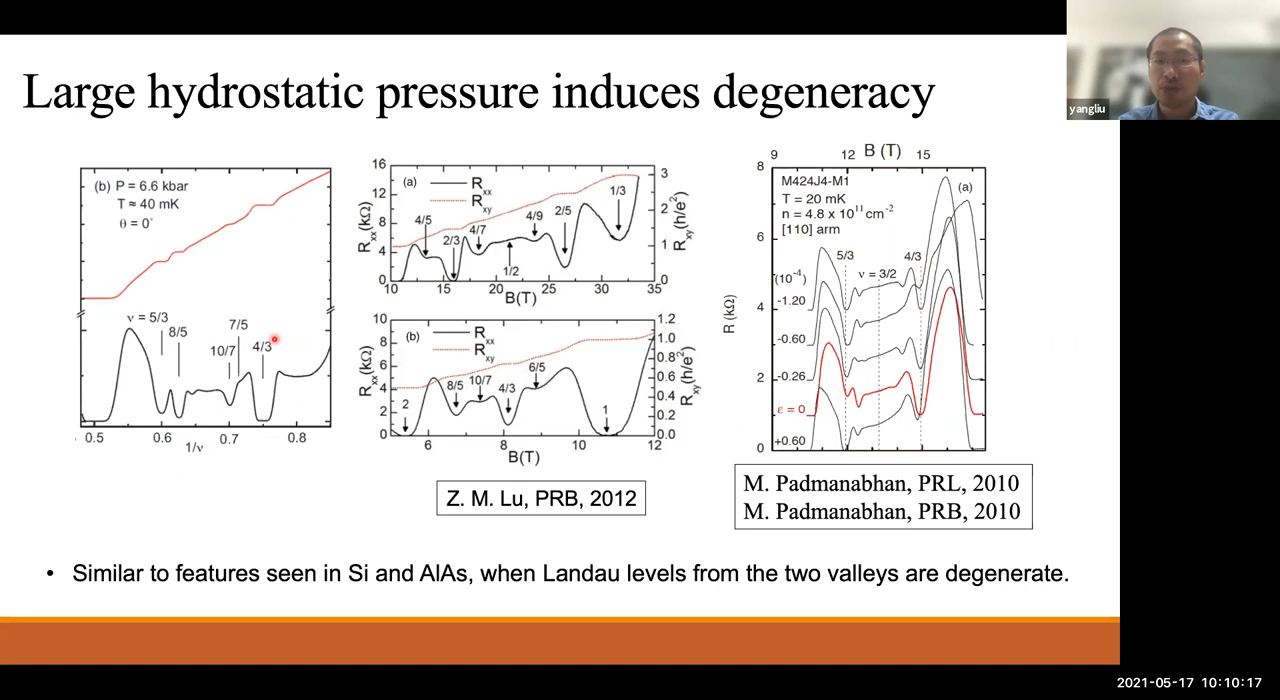 Large hydrostatic pressure induces degeneracy
yangliu
(b) P = 6.6 kbar
T ≈ 40 mK
θ = 0°
ν = 5/3
8/5
7/5
10/7
4/3
0.5 0.6 0.7 0.8
1/ν
16
12
8
4
0
Rxx(kΩ)
(a)
Rxx
Rxy
4/5
2/3
4/7
1/2
4/9
2/5
1/3
3
2
1
0
Rxy(h/e²)
10 15 20 25 30 35
B(T)
10
8
6
4
2
0
Rxx(kΩ)
(b)
Rxx
Rxy
2
8/5
10/7
4/3
6/5
1
1.2
1.0
0.8
0.6
0.4
0.2
0.0
Rxy(h/e²)
6 8 10 12
B(T)
Z. M. Lu, PRB, 2012
9 12 B (T) 15
8
6
4
2
0
R (kΩ)
M424J4-M1
(a)
T = 20 mK
n = 4.8 x 10¹¹ cm⁻²
[110] arm
5/3
ν = 3/2
4/3
(10⁻⁴)
-1.20
-0.60
-0.26
ε = 0
+0.60
M. Padmanabhan, PRL, 2010
M. Padmanabhan, PRB, 2010
• Similar to features seen in Si and AlAs, when Landau levels from the two valleys are degenerate.
2021-05-17 10:10:17